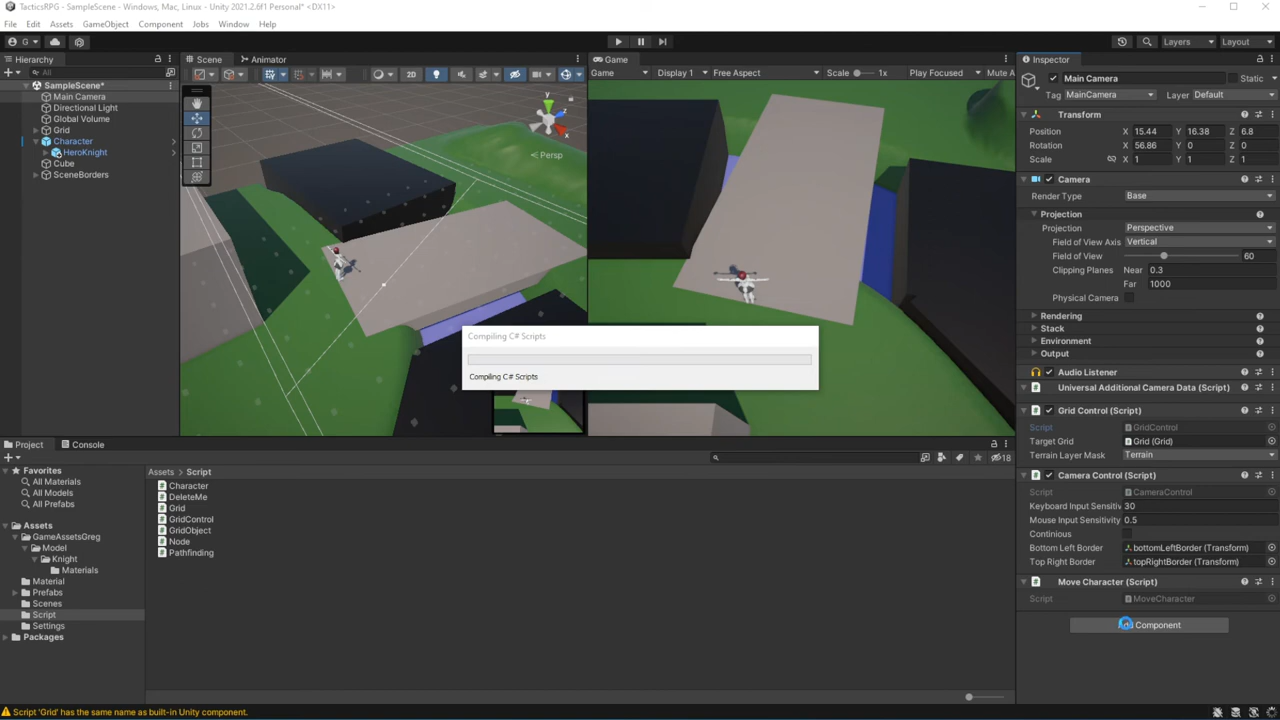 TacticsRPG - SampleScene - Windows, Mac, Linux - Unity 2021.2.6f1 Personal* <DX11>
File Edit Assets GameObject Component Jobs Window Help
G Layers Layout
Hierarchy
All
SampleScene*
Main Camera
Directional Light
Global Volume
Grid
Character
HeroKnight
Cube
SceneBorders
Scene Animator
2D
y
x
Persp
Game
Game Display 1 Free Aspect Scale 1x Play Focused Mute A
Compiling C# Scripts
Compiling C# Scripts
Inspector
Main Camera Static
Tag MainCamera Layer Default
Transform
Position X 15.44 Y 16.38 Z 6.8
Rotation X 56.86 Y 0 Z 0
Scale X 1 Y 1 Z 1
Camera
Render Type Base
Projection
Projection Perspective
Field of View Axis Vertical
Field of View 60
Clipping Planes Near 0.3
Far 1000
Physical Camera
Rendering
Stack
Environment
Output
Audio Listener
Universal Additional Camera Data (Script)
Grid Control (Script)
Script GridControl
Target Grid Grid (Grid)
Terrain Layer Mask Terrain
Camera Control (Script)
Script CameraControl
Keyboard Input Sensitiv 30
Mouse Input Sensitivity 0.5
Continious
Bottom Left Border bottomLeftBorder (Transform)
Top Right Border topRightBorder (Transform)
Move Character (Script)
Script MoveCharacter
Component
Project Console
18
Favorites
All Materials
All Models
All Prefabs
Assets
GameAssetsGreg
Model
Knight
Materials
Material
Prefabs
Scenes
Script
Settings
Packages
Assets Script
Character
DeleteMe
Grid
GridControl
GridObject
Node
Pathfinding
Script 'Grid' has the same name as built-in Unity component.